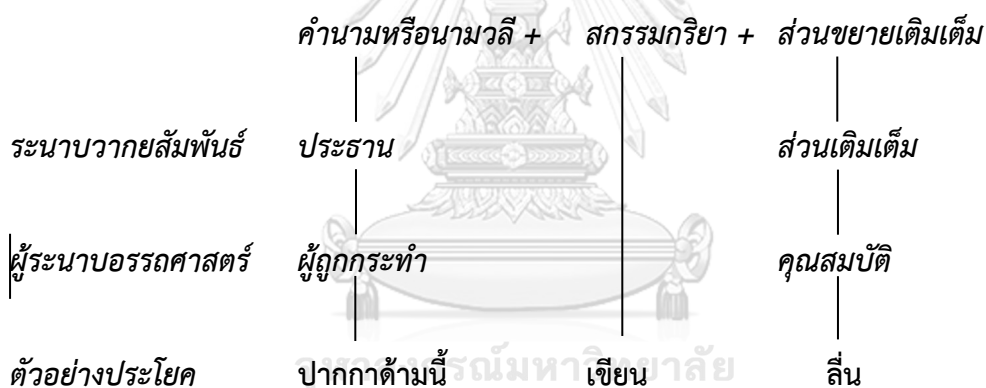 คำนามหรือนามวลี + สกรรมกริยา + ส่วนขยายเติมเต็ม
ระนาบวากยสัมพันธ์ ประธาน ส่วนเติมเต็ม
ผู้ระนาบอรรถศาสตร์ ผู้ถูกกระทำ คุณสมบัติ
ตัวอย่างประโยค ปากกาด้ามนี้ เขียน ลื่น